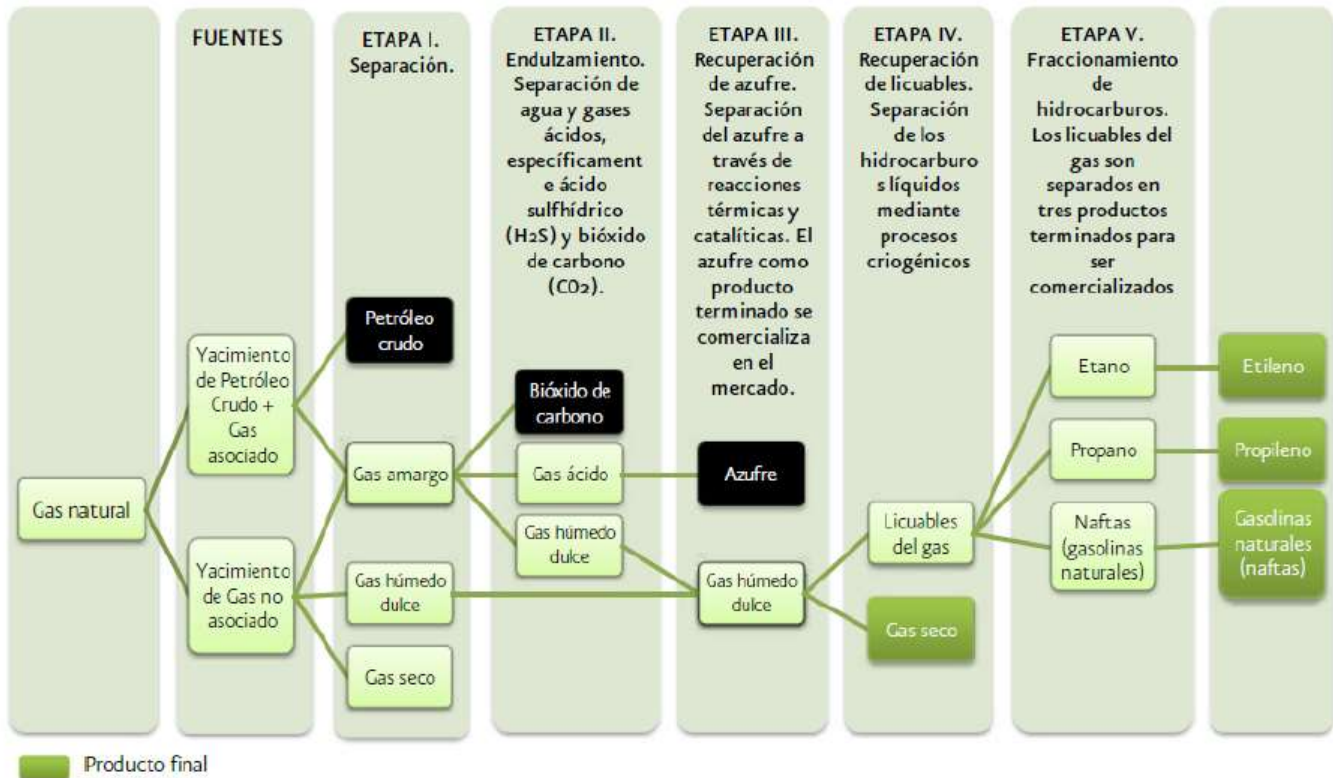 FUENTES
ETAPA I.
Separación.
ETAPA II.
Endulzamiento.
Separación de
agua y gases
ácidos,
específicament
e ácido
sulfhídrico
(H2S) y bióxido
de carbono
(CO2).
ETAPA III.
Recuperación
de azufre.
Separación
del azufre a
través de
reacciones
térmicas y
catalíticas. El
azufre como
producto
terminado se
comercializa
en el
mercado.
ETAPA IV.
Recuperación
de licuables.
Separación
de los
hidrocarburo
s líquidos
mediante
procesos
criogénicos
ETAPA V.
Fraccionamiento
de
hidrocarburos.
Los licuables del
gas son
separados en
tres productos
terminados para
ser
comercializados
Gas natural
Yacimiento
de Petróleo
Crudo +
Gas
asociado
Yacimiento
de Gas no
asociado
Petróleo
crudo
Gas amargo
Gas húmedo
dulce
Gas seco
Bióxido de
carbono
Gas ácido
Gas húmedo
dulce
Azufre
Gas húmedo
dulce
Licuables
del gas
Gas seco
Etano
Propano
Naftas
(gasolinas
naturales)
Etileno
Propileno
Gasolinas
naturales
(naftas)
Producto final